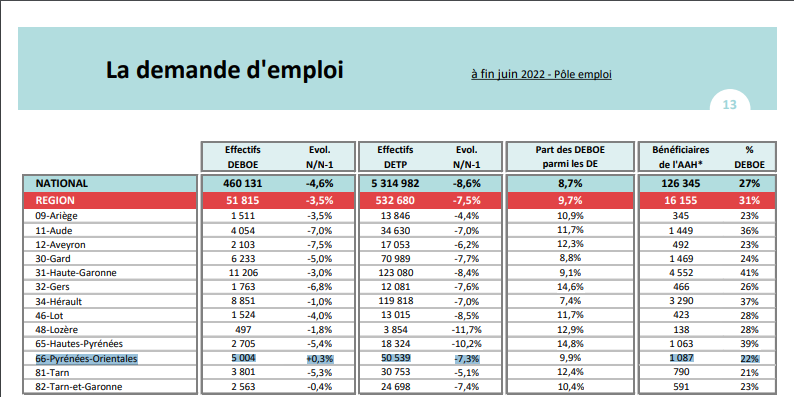 La demande d'emploi
à fin juin 2022 - Pôle emploi
13
Effectifs DEBOE Evol. N/N-1 Effectifs DETP Evol. N/N-1 Part des DEBOE parmi les DE Bénéficiaires de l'AAH* % DEBOE
NATIONAL 460 131 -4,6% 5 314 982 -8,6% 8,7% 126 345 27%
REGION 51 815 -3,5% 532 680 -7,5% 9,7% 16 155 31%
09-Ariège 1 511 -3,5% 13 846 -4,4% 10,9% 345 23%
11-Aude 4 054 -7,0% 34 630 -7,0% 11,7% 1 449 36%
12-Aveyron 2 103 -7,5% 17 053 -6,2% 12,3% 492 23%
30-Gard 6 233 -5,0% 70 989 -7,7% 8,8% 1 469 24%
31-Haute-Garonne 11 206 -3,0% 123 080 -8,4% 9,1% 4 552 41%
32-Gers 1 763 -6,8% 12 081 -7,6% 14,6% 466 26%
34-Hérault 8 851 -1,0% 119 818 -7,0% 7,4% 3 290 37%
46-Lot 1 524 -4,0% 13 015 -8,5% 11,7% 423 28%
48-Lozère 497 -1,8% 3 854 -11,7% 12,9% 138 28%
65-Hautes-Pyrénées 2 705 -5,4% 18 324 -10,2% 14,8% 1 063 39%
66-Pyrénées-Orientales 5 004 +0,3% 50 539 -7,3% 9,9% 1 087 22%
81-Tarn 3 801 -5,3% 30 753 -5,1% 12,4% 790 21%
82-Tarn-et-Garonne 2 563 -0,4% 24 698 -7,4% 10,4% 591 23%